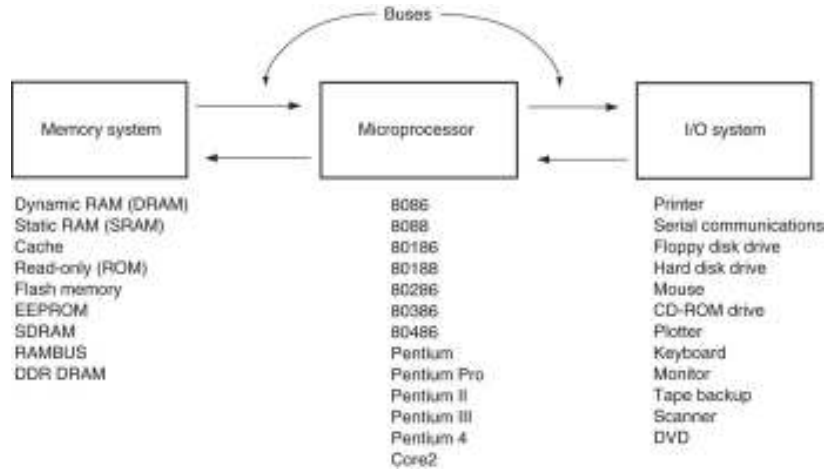 Buses
Memory system
Microprocessor
I/O system
Dynamic RAM (DRAM)
Static RAM (SRAM)
Cache
Read-only (ROM)
Flash memory
EEPROM
SDRAM
RAMBUS
DDR DRAM
8086
8088
80186
80188
80286
80386
80486
Pentium
Pentium Pro
Pentium II
Pentium III
Pentium 4
Core2
Printer
Serial communications
Floppy disk drive
Hard disk drive
Mouse
CD-ROM drive
Plotter
Keyboard
Monitor
Tape backup
Scanner
DVD